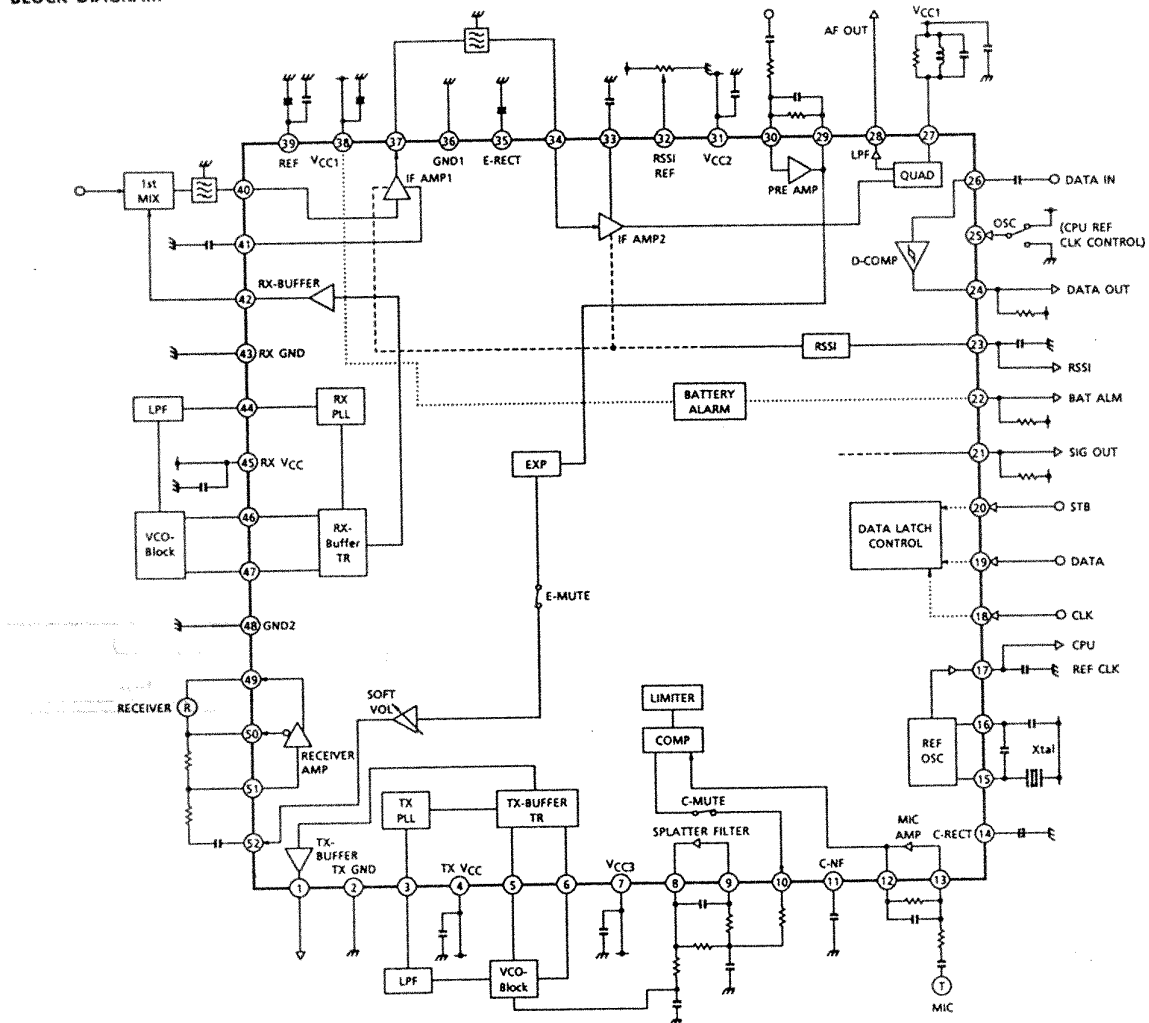 VCC1
AF OUT
39
38
37
36
35
34
33
32
31
30
29
28
27
REF
VCC1
GND1
E-RECT
RSSI
REF
VCC2
LPF
IF AMP1
PRE AMP
QUAD
1st
MIX
40
26
DATA IN
41
IF AMP2
25
OSC
(CPU REF
CLK CONTROL)
D-COMP
RX-BUFFER
42
24
DATA OUT
43
RX GND
RSSI
23
RSSI
LPF
44
RX
PLL
BATTERY
ALARM
22
BAT ALM
45
RX VCC
EXP
21
SIG OUT
46
20
STB
VCO-
Block
RX-
Buffer
TR
DATA LATCH
CONTROL
47
19
DATA
E-MUTE
48
GND2
18
CLK
CPU
49
17
REF CLK
RECEIVER
R
SOFT
VOL
LIMITER
50
COMP
16
RECEIVER
AMP
REF
OSC
Xtal
51
15
TX
PLL
TX-BUFFER
TR
C-MUTE
MIC
AMP
C-RECT
14
52
SPLATTER FILTER
TX-
BUFFER
TX GND
TX VCC
VCC3
C-NF
1
2
3
4
5
6
7
8
9
10
11
12
13
LPF
VCO-
Block
T
MIC